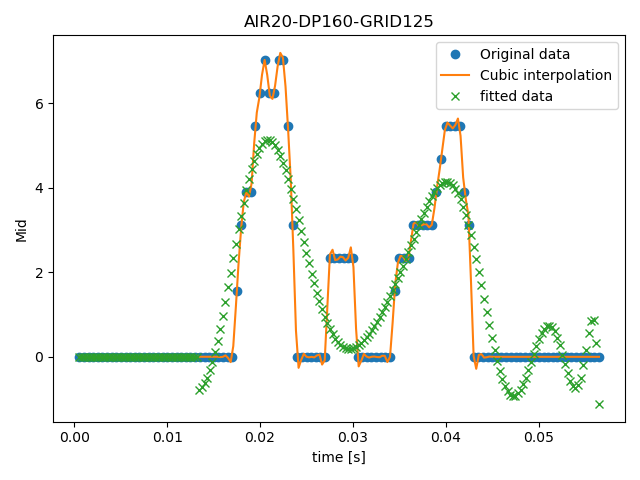 AIR20-DP160-GRID125
Original data
Cubic interpolation
fitted data
Mid
6
4
2
0
0.00 0.01 0.02 0.03 0.04 0.05
time [s]